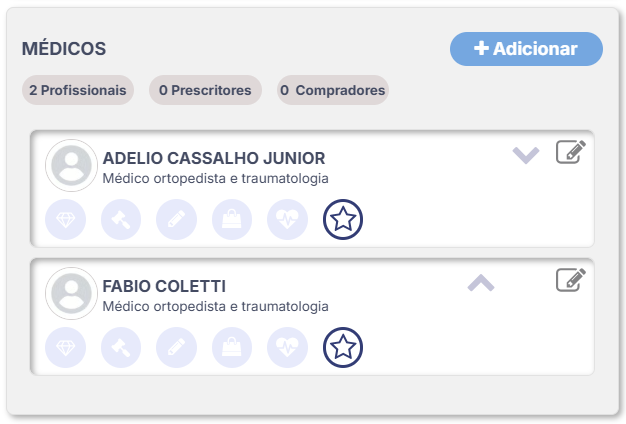 MÉDICOS
Adicionar
2 Profissionais
0 Prescritores
0 Compradores
ADELIO CASSALHO JUNIOR
Médico ortopedista e traumatologia
FABIO COLETTI
Médico ortopedista e traumatologia